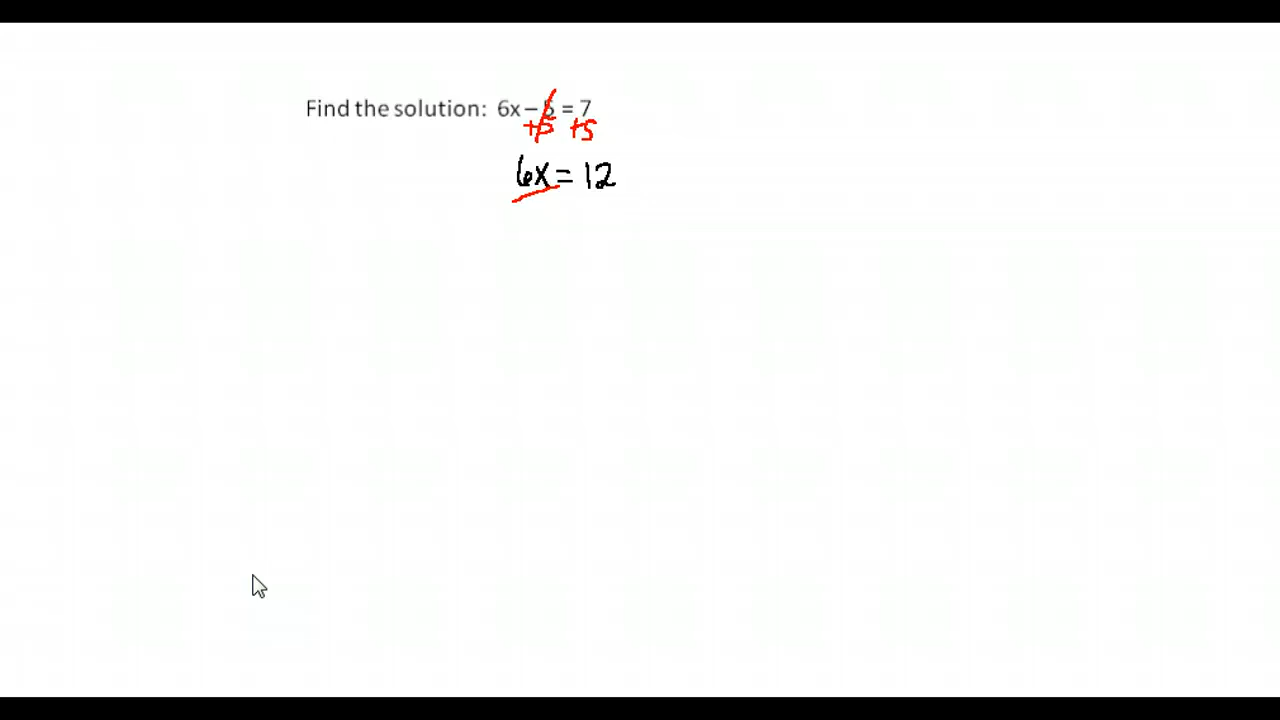 Find the solution: 6x – 5 = 7
+5 +5
6x = 12